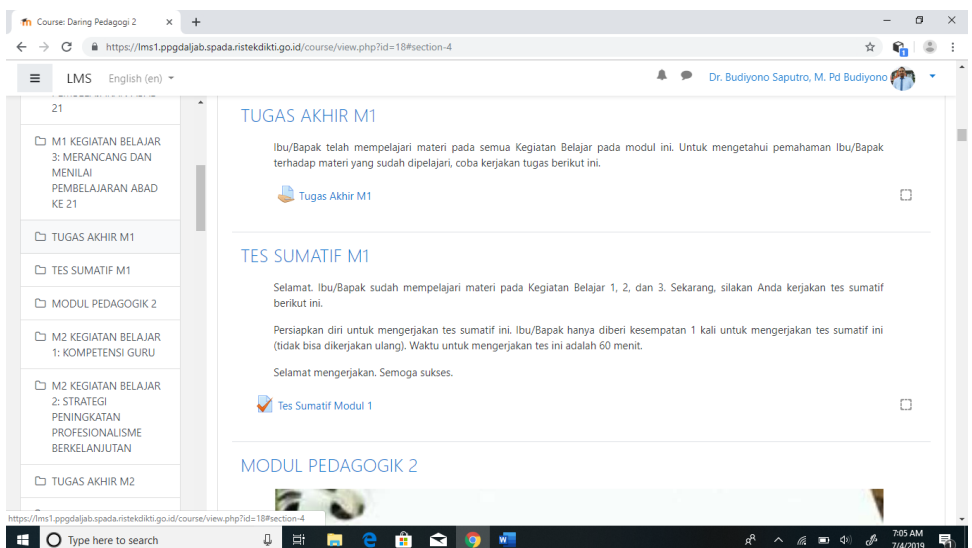 Course: Daring Pedagogi 2
https://lms1.ppgdaljab.spada.ristekdikti.go.id/course/view.php?id=18#section-4
LMS English (en)
Dr. Budiyono Saputro, M. Pd Budiyono
21
M1 KEGIATAN BELAJAR
3: MERANCANG DAN
MENILAI
PEMBELAJARAN ABAD
KE 21
TUGAS AKHIR M1
TES SUMATIF M1
MODUL PEDAGOGIK 2
M2 KEGIATAN BELAJAR
1: KOMPETENSI GURU
M2 KEGIATAN BELAJAR
2: STRATEGI
PENINGKATAN
PROFESIONALISME
BERKELANJUTAN
TUGAS AKHIR M2
TUGAS AKHIR M1
Ibu/Bapak telah mempelajari materi pada semua Kegiatan Belajar pada modul ini. Untuk mengetahui pemahaman Ibu/Bapak
terhadap materi yang sudah dipelajari, coba kerjakan tugas berikut ini.
Tugas Akhir M1
TES SUMATIF M1
Selamat. Ibu/Bapak sudah mempelajari materi pada Kegiatan Belajar 1, 2, dan 3. Sekarang, silakan Anda kerjakan tes sumatif
berikut ini.
Persiapkan diri untuk mengerjakan tes sumatif ini. Ibu/Bapak hanya diberi kesempatan 1 kali untuk mengerjakan tes sumatif ini
(tidak bisa dikerjakan ulang). Waktu untuk mengerjakan tes ini adalah 60 menit.
Selamat mengerjakan. Semoga sukses.
Tes Sumatif Modul 1
MODUL PEDAGOGIK 2
https://lms1.ppgdaljab.spada.ristekdikti.go.id/course/view.php?id=18#section-4
Type here to search
7:05 AM
7/4/2019